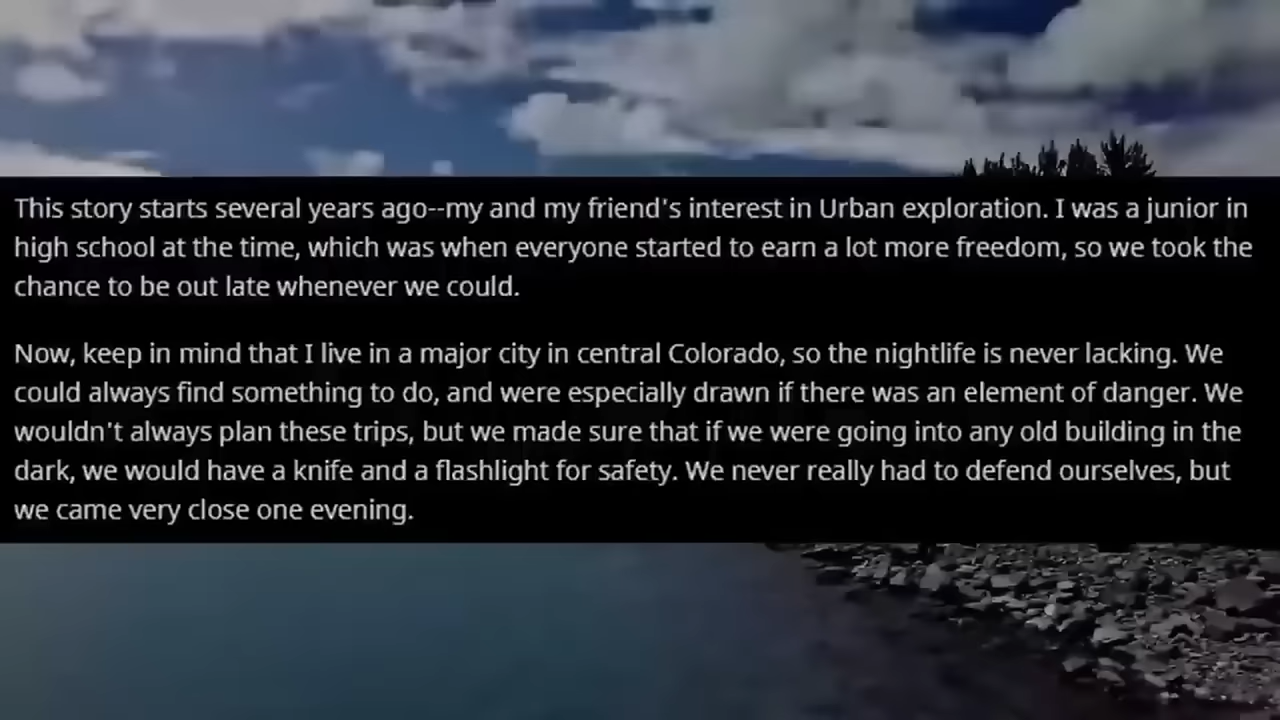 This story starts several years ago--my and my friend's interest in Urban exploration. I was a junior in
high school at the time, which was when everyone started to earn a lot more freedom, so we took the
chance to be out late whenever we could.
Now, keep in mind that I live in a major city in central Colorado, so the nightlife is never lacking. We
could always find something to do, and were especially drawn if there was an element of danger. We
wouldn't always plan these trips, but we made sure that if we were going into any old building in the
dark, we would have a knife and a flashlight for safety. We never really had to defend ourselves, but
we came very close one evening.